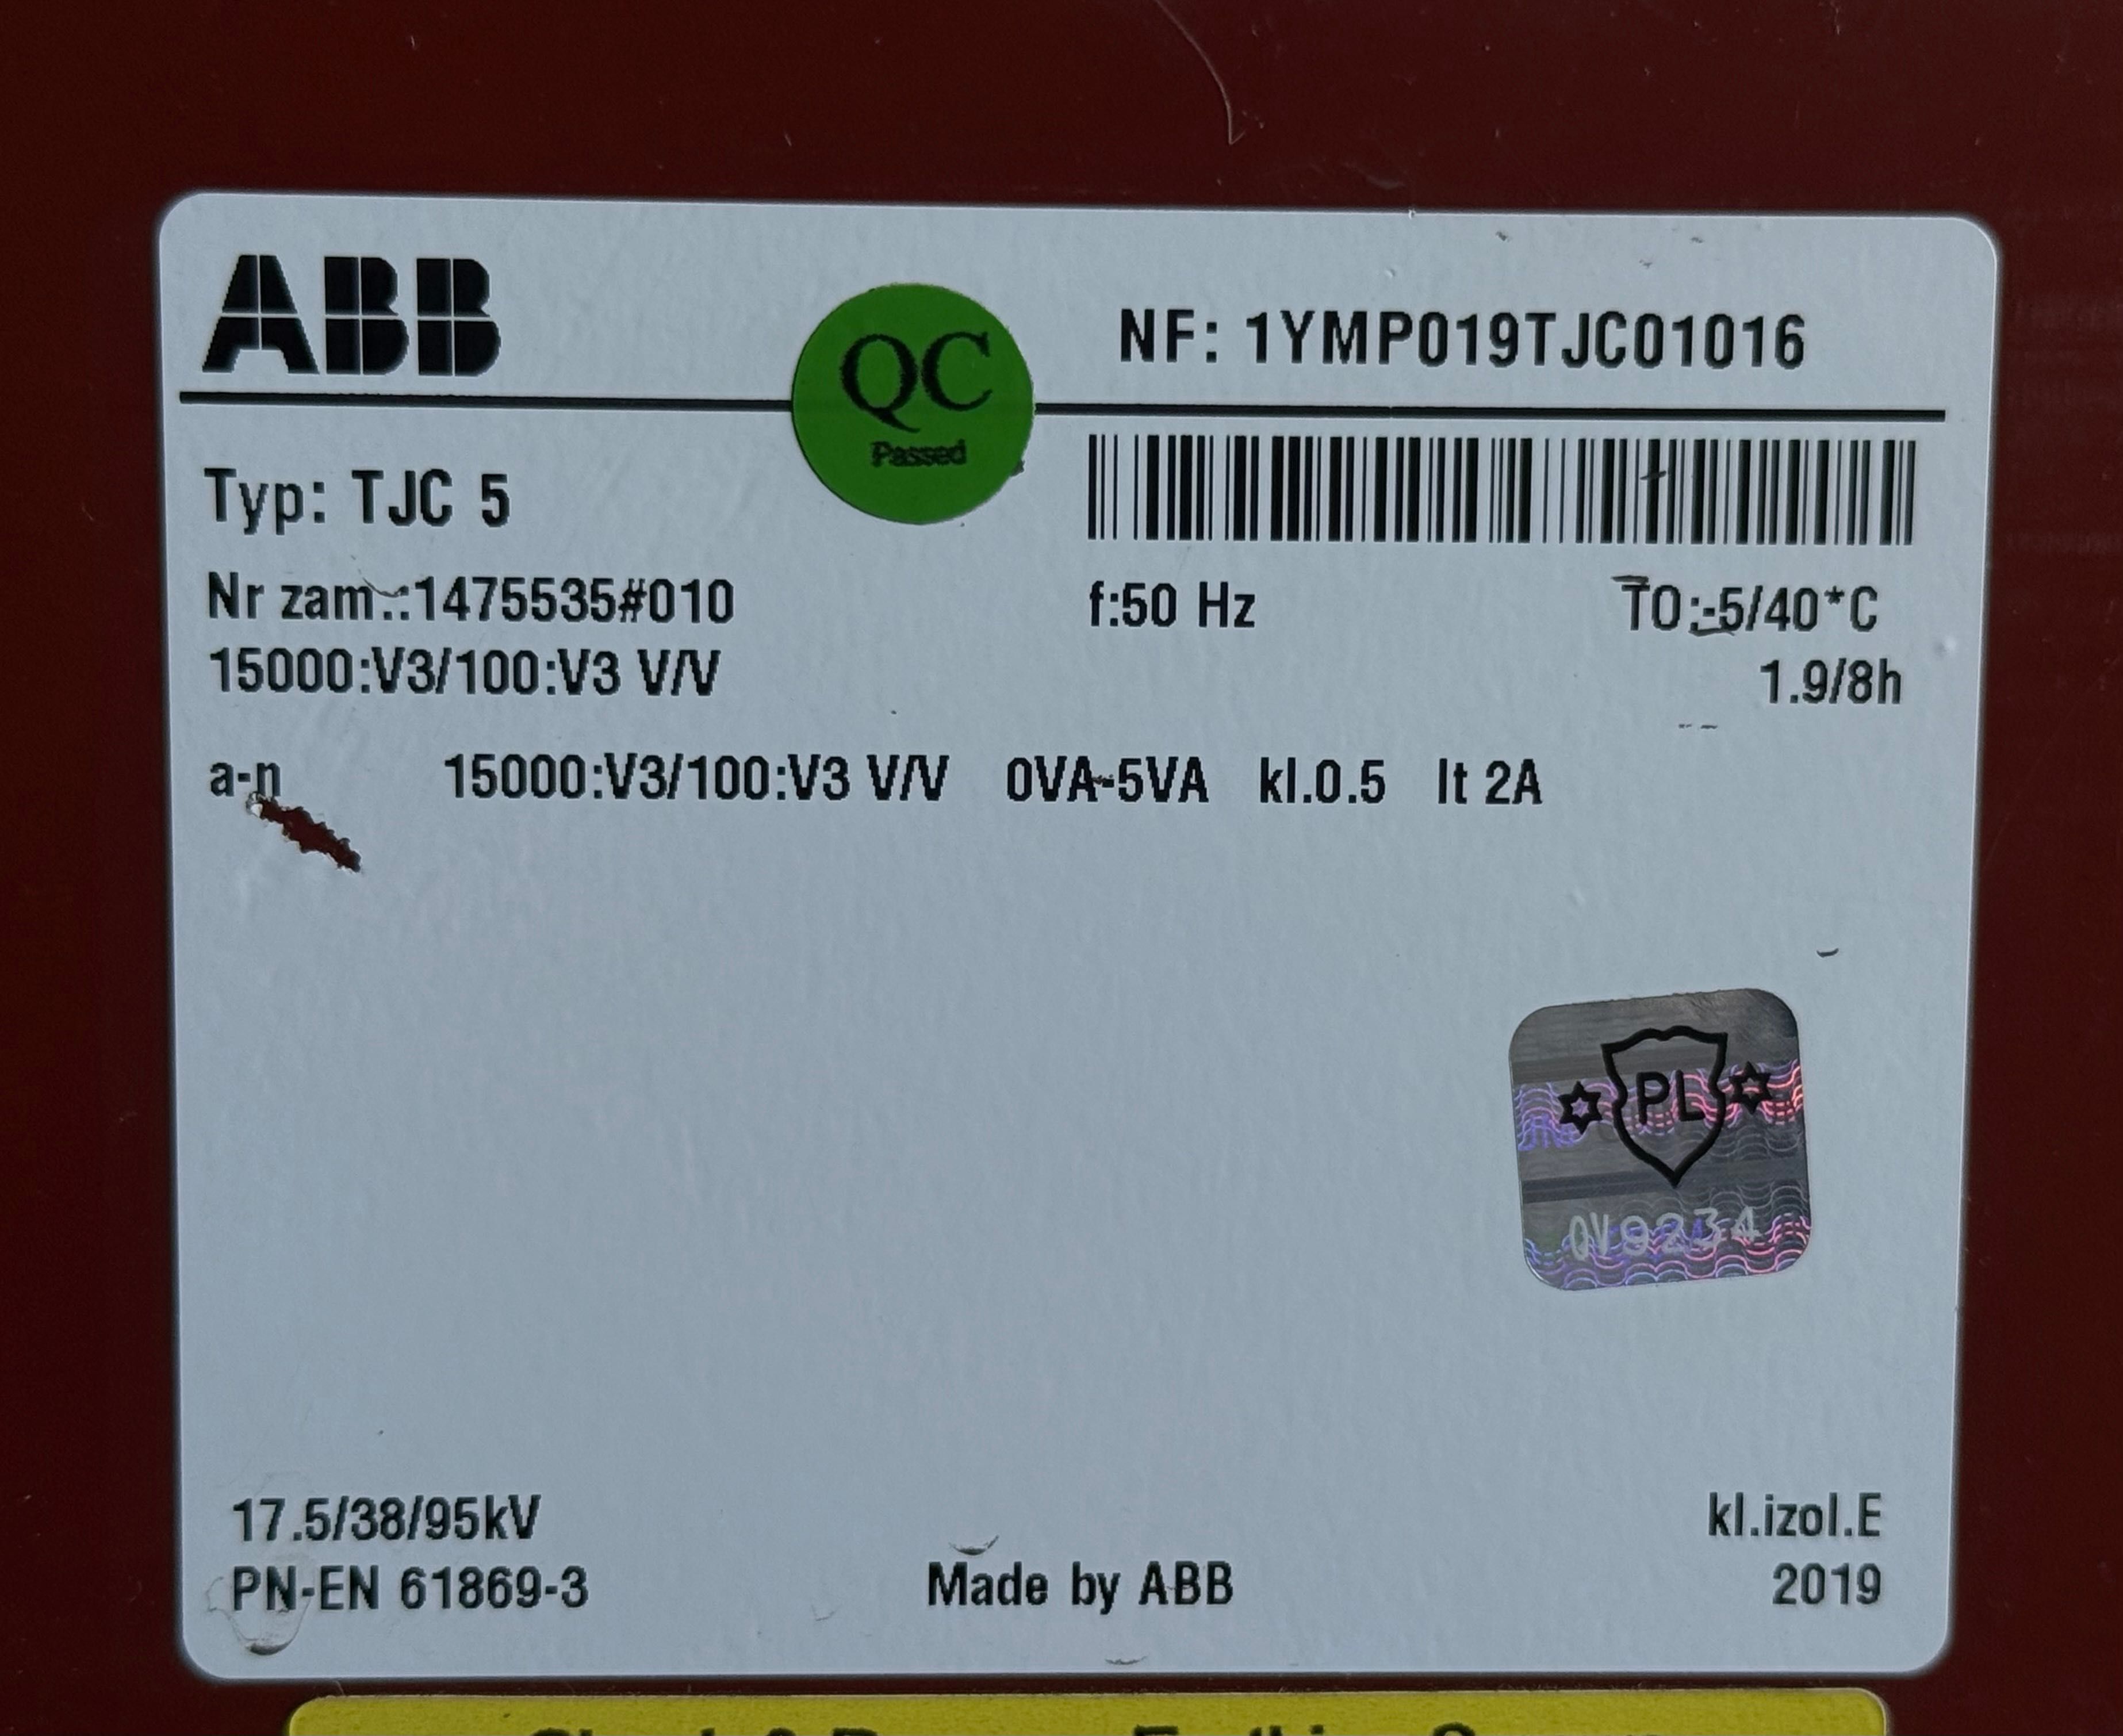 ABB
QC
Passed
NF: 1YMP019TJC01016
Typ: TJC 5
Nr zam.:1475535#010 f:50 Hz TO:-5/40*C
15000:V3/100:V3 V/V 1.9/8h
a-n 15000:V3/100:V3 V/V 0VA-5VA kl.0.5 It 2A
PL
0V9234
17.5/38/95kV kl.izol.E
PN-EN 61869-3 Made by ABB 2019